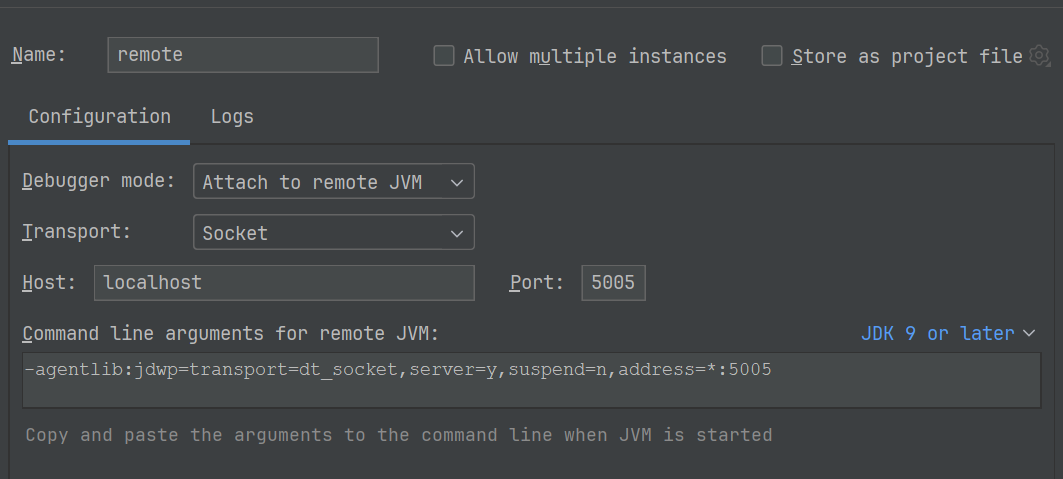 Name: remote Allow multiple instances Store as project file
Configuration Logs
Debugger mode: Attach to remote JVM
Transport: Socket
Host: localhost Port: 5005
Command line arguments for remote JVM: JDK 9 or later
-agentlib:jdwp=transport=dt_socket,server=y,suspend=n,address=*:5005
Copy and paste the arguments to the command line when JVM is started